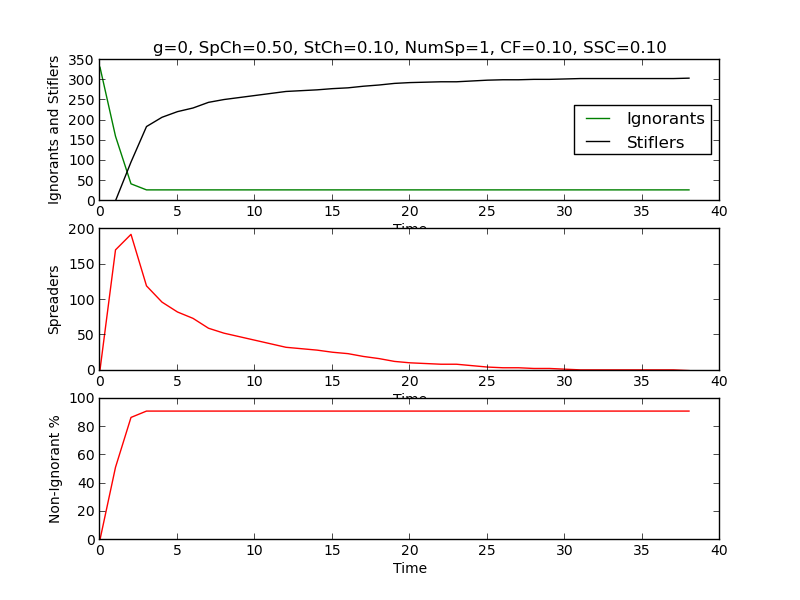 g=0, SpCh=0.50, StCh=0.10, NumSp=1, CF=0.10, SSC=0.10
Ignorants and Stiflers
350
300
250
200
150
100
50
0
Ignorants
Stiflers
0 5 10 15 20 25 30 35 40
Time
Spreaders
200
150
100
50
0
0 5 10 15 20 25 30 35 40
Time
Non-Ignorant %
100
80
60
40
20
0
0 5 10 15 20 25 30 35 40
Time